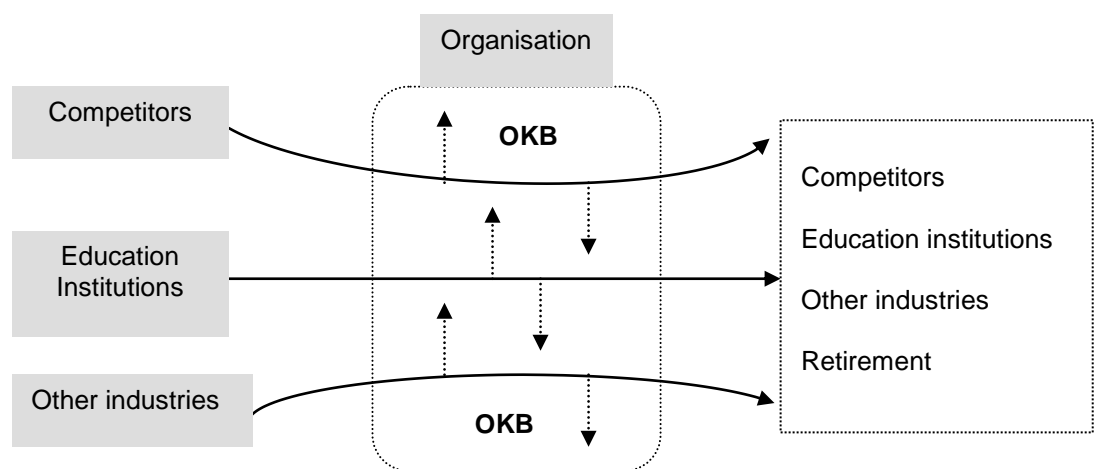 Organisation
Competitors
OKB
Education
Institutions
Other industries
OKB
Competitors
Education institutions
Other industries
Retirement